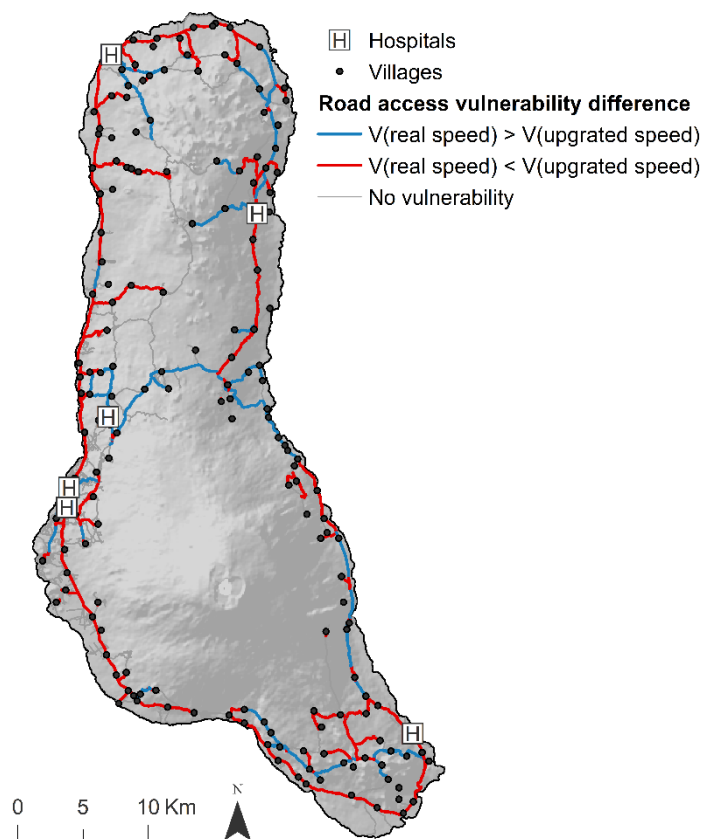 H Hospitals
Villages
Road access vulnerability difference
V(real speed) > V(upgrated speed)
V(real speed) < V(upgrated speed)
No vulnerability
H
H
H
H
H
H
N
0 5 10 Km